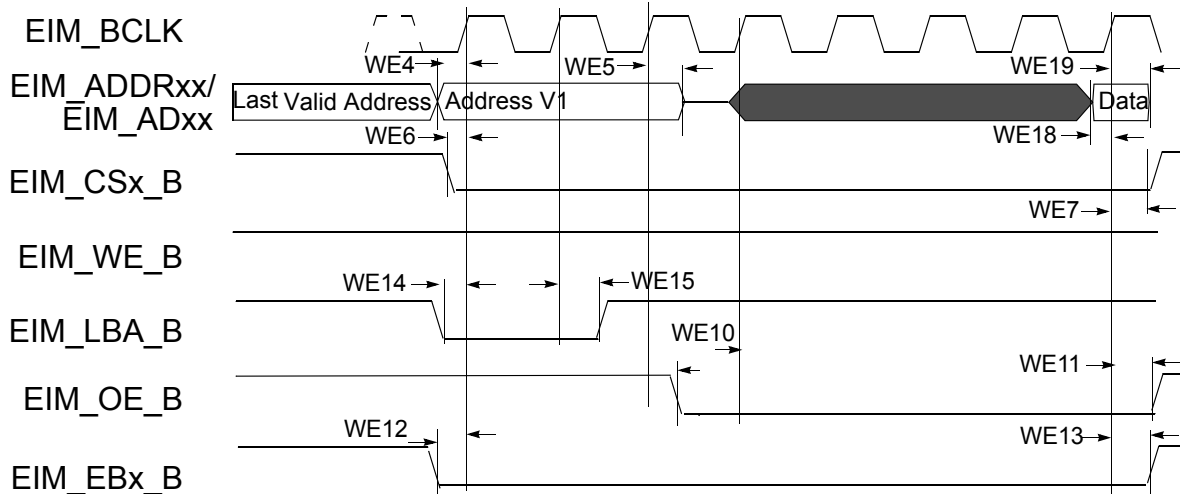 EIM_BCLK
WE4
WE5
WE19
EIM_ADDRxx/
EIM_ADxx
Last Valid Address
Address V1
Data
WE6
WE18
EIM_CSx_B
WE7
EIM_WE_B
WE14
WE15
EIM_LBA_B
WE10
WE11
EIM_OE_B
WE12
WE13
EIM_EBx_B